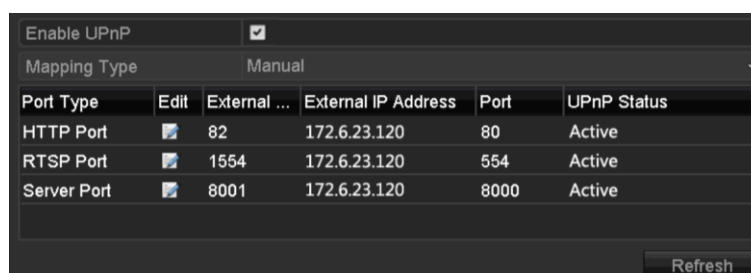 Enable UPnP
Mapping Type Manual
Port Type Edit External ... External IP Address Port UPnP Status
HTTP Port 82 172.6.23.120 80 Active
RTSP Port 1554 172.6.23.120 554 Active
Server Port 8001 172.6.23.120 8000 Active
Refresh